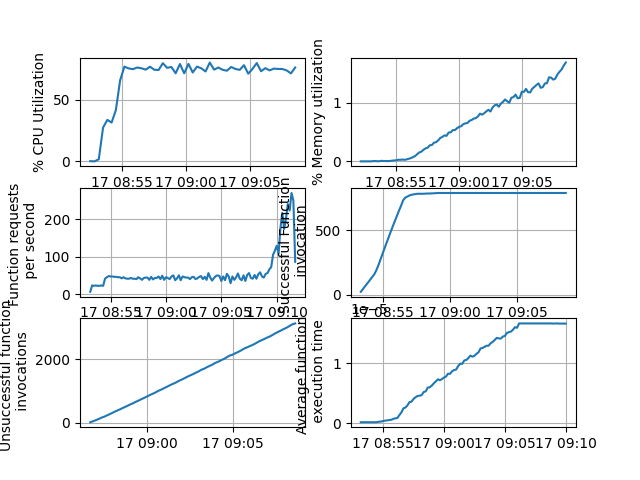 % CPU Utilization
50
0
17 08:55 17 09:00 17 09:05
% Memory utilization
1
0
17 08:55 17 09:00 17 09:05
Function requests
per second
200
100
0
17 08:55 17 09:00 17 09:05 17 09:10
Successful Function
invocation
500
0
17 08:55 17 09:00 17 09:05
Unsuccessful function
invocations
2000
0
17 09:00 17 09:05
Average function
execution time
1
0
17 08:55 17 09:00 17 09:05 17 09:10